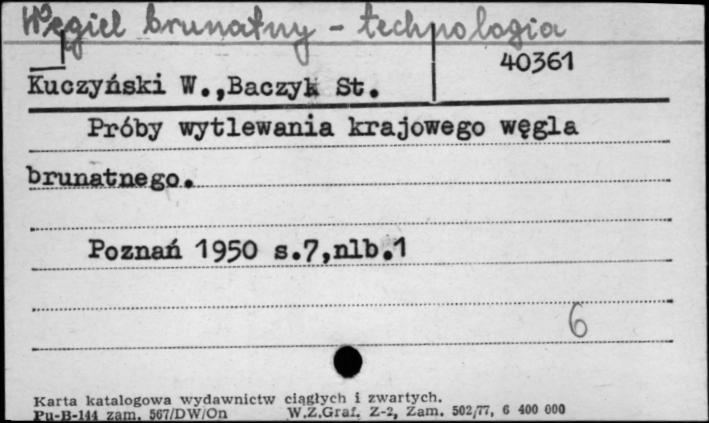 Węgiel brunatny - technologia
40361
Kuczyński W.,Baczyk St.
Próby wytlewania krajowego węgla
brunatnego.
Poznań 1950 s.7,nlb.1
6
Karta katalogowa wydawnictw ciągłych i zwartych.
Pu-B-144 zam. 567/DW/On W.Z.Graf. Z-2, Zam. 502/77, 6 400 000